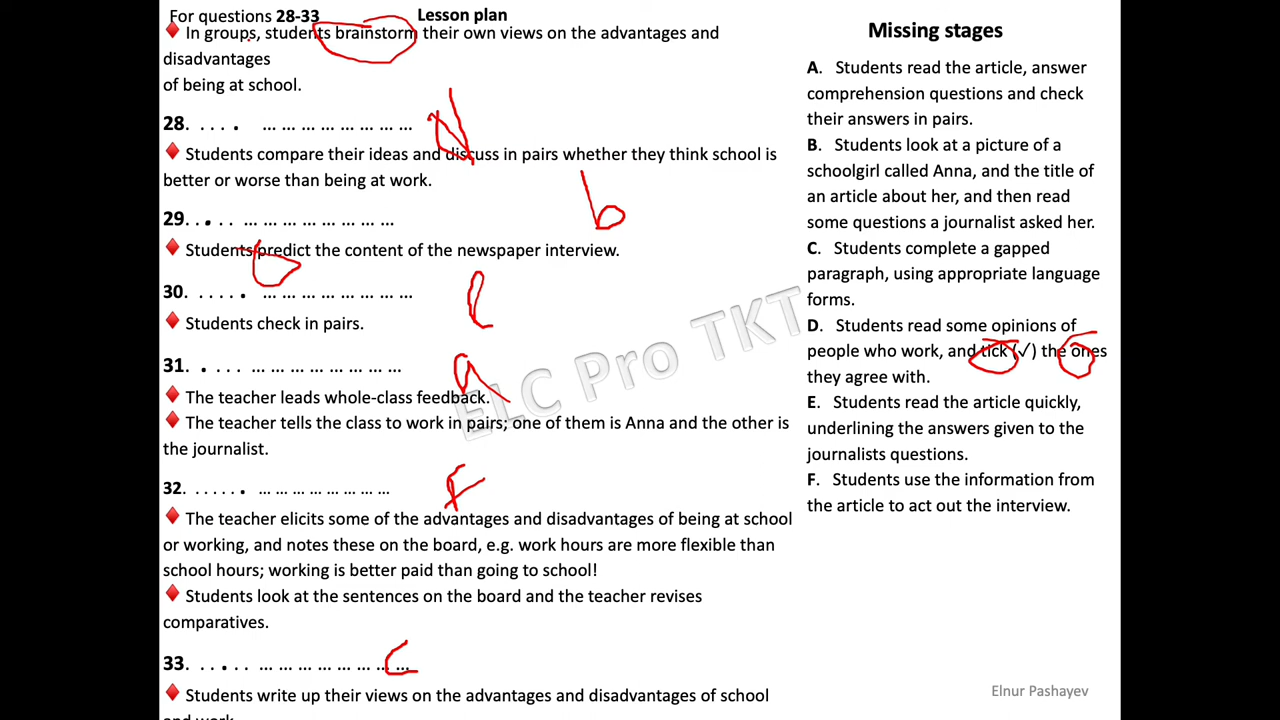 For questions 28-33 Lesson plan
♦ In groups, students brainstorm their own views on the advantages and
disadvantages
of being at school.
28. . . . . ... ... ... ... ... ... ... ...
♦ Students compare their ideas and discuss in pairs whether they think school is
better or worse than being at work.
29. . . . . ... ... ... ... ... ... ... ...
♦ Students predict the content of the newspaper interview.
30. . . . . . ... ... ... ... ... ... ... ...
♦ Students check in pairs.
31. . . . . ... ... ... ... ... ... ... ...
♦ The teacher leads whole-class feedback.
♦ The teacher tells the class to work in pairs; one of them is Anna and the other is
the journalist.
32. . . . . . . ... ... ... ... ... ... ...
♦ The teacher elicits some of the advantages and disadvantages of being at school
or working, and notes these on the board, e.g. work hours are more flexible than
school hours; working is better paid than going to school!
♦ Students look at the sentences on the board and the teacher revises
comparatives.
33. . . . . . ... ... ... ... ... ... ... ...
♦ Students write up their views on the advantages and disadvantages of school
and work.
Missing stages
A. Students read the article, answer
comprehension questions and check
their answers in pairs.
B. Students look at a picture of a
schoolgirl called Anna, and the title of
an article about her, and then read
some questions a journalist asked her.
C. Students complete a gapped
paragraph, using appropriate language
forms.
D. Students read some opinions of
people who work, and tick (✓) the ones
they agree with.
E. Students read the article quickly,
underlining the answers given to the
journalists questions.
F. Students use the information from
the article to act out the interview.
b
a
F
C
ELC Pro TKT
Elnur Pashayev